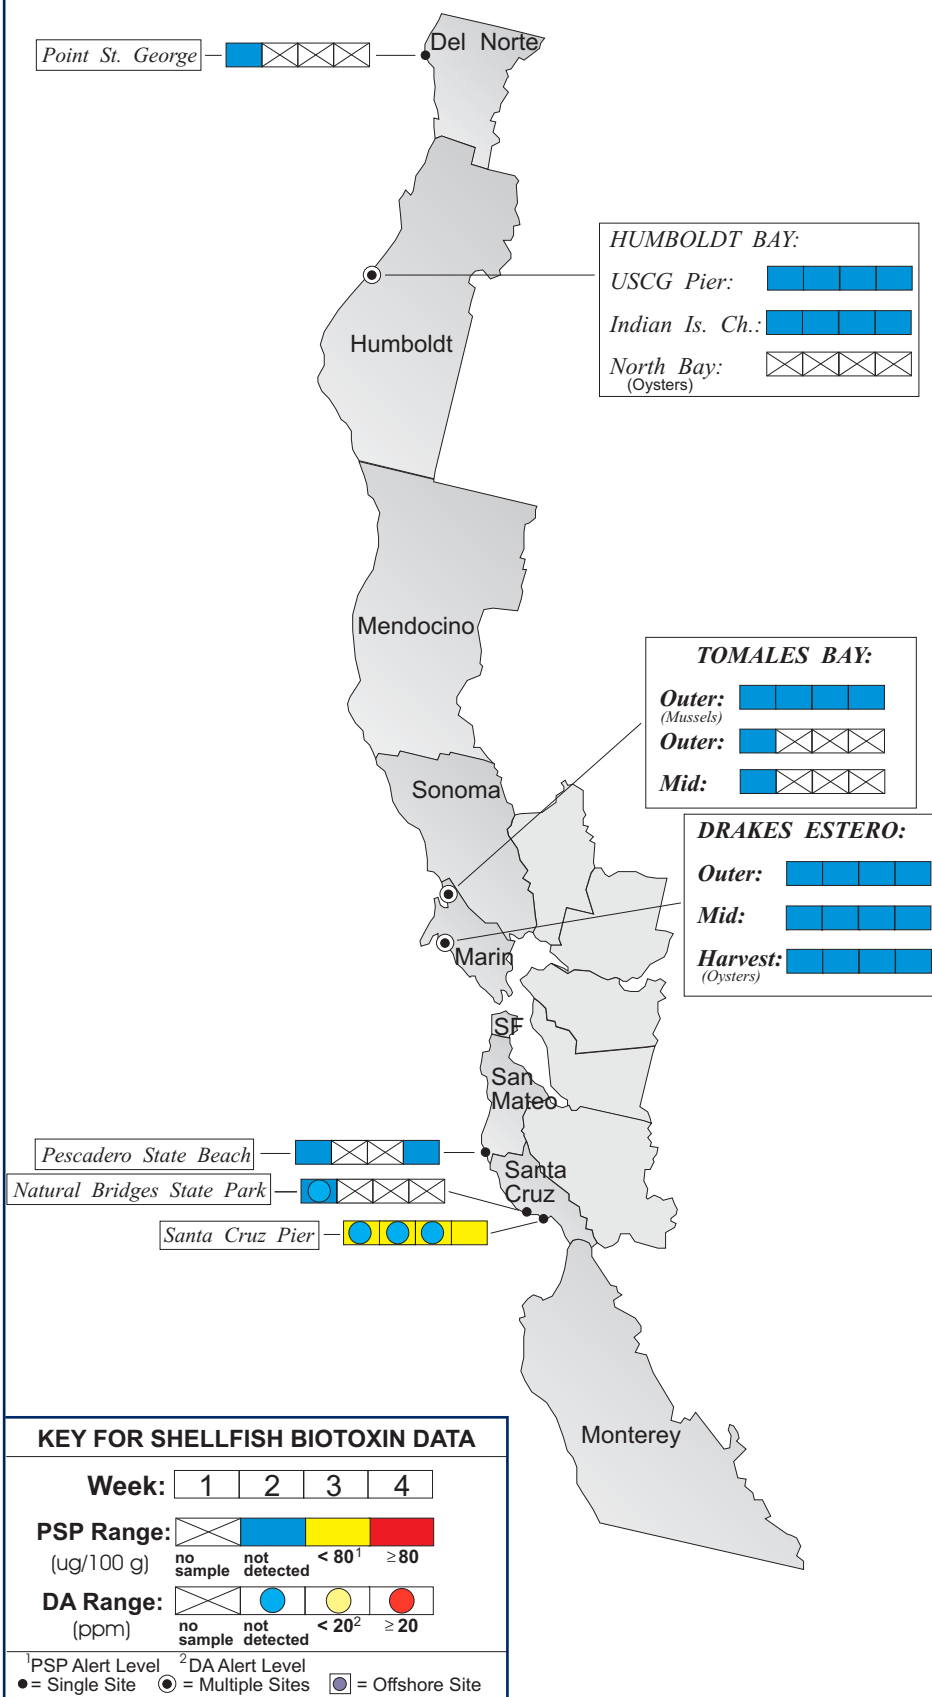 Del Norte
Point St. George
HUMBOLDT BAY:
USCG Pier:
Indian Is. Ch.:
North Bay:
(Oysters)
Humboldt
Mendocino
TOMALES BAY:
Outer:
(Mussels)
Outer:
Mid:
Sonoma
DRAKES ESTERO:
Outer:
Mid:
Harvest:
(Oysters)
Marin
SF
San
Mateo
Pescadero State Beach
Santa
Cruz
Natural Bridges State Park
Santa Cruz Pier
Monterey
KEY FOR SHELLFISH BIOTOXIN DATA
Week: 1 2 3 4
PSP Range:
(ug/100 g)
no sample not detected < 80¹ ≥80
DA Range:
(ppm)
no sample not detected < 20² ≥ 20
¹PSP Alert Level ²DA Alert Level
= Single Site = Multiple Sites = Offshore Site